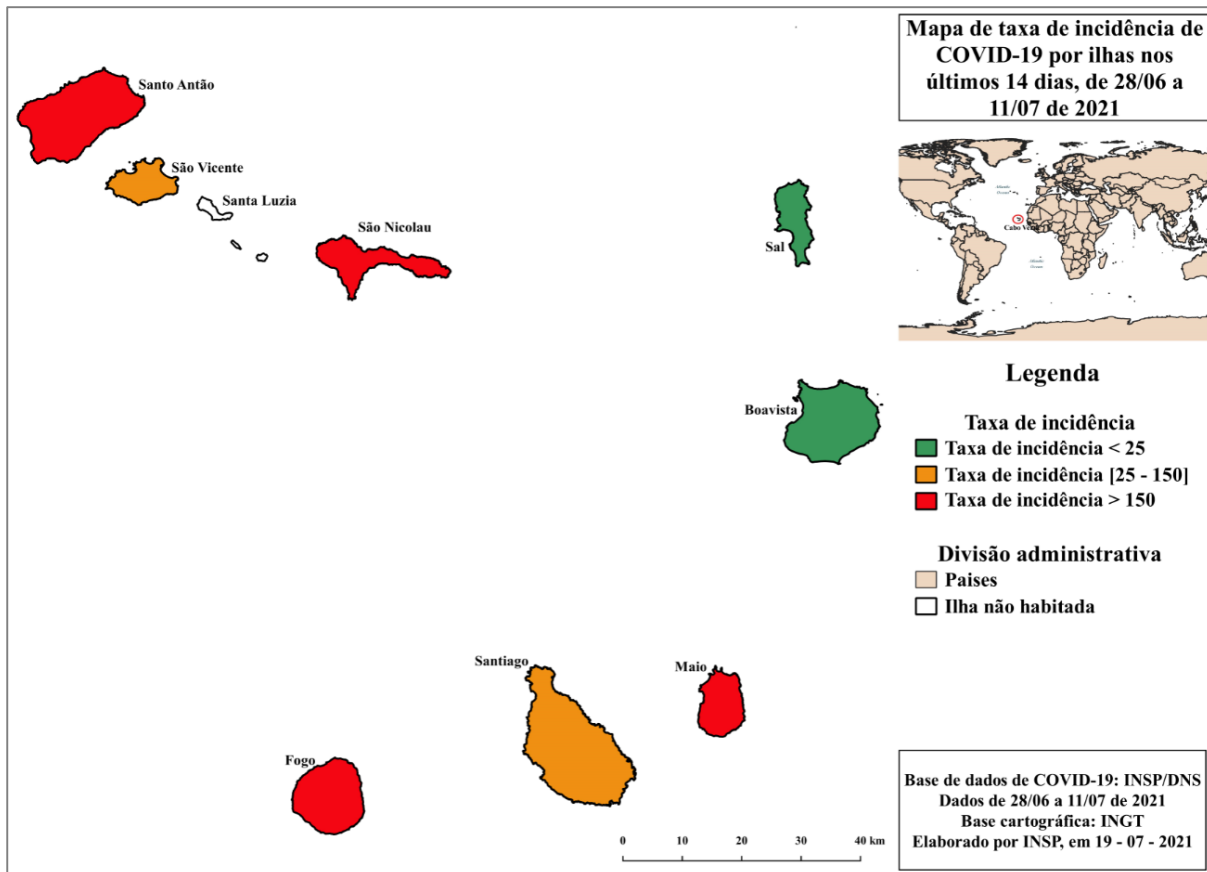 Mapa de taxa de incidência de
COVID-19 por ilhas nos
últimos 14 dias, de 28/06 a
11/07 de 2021
Santo Antão
São Vicente
Santa Luzia
São Nicolau
Sal
Boavista
Santiago
Maio
Fogo
Cabo Verde
Legenda
Taxa de incidência
Taxa de incidência < 25
Taxa de incidência [25 - 150]
Taxa de incidência > 150
Divisão administrativa
Paises
Ilha não habitada
0 10 20 30 40 km
Base de dados de COVID-19: INSP/DNS
Dados de 28/06 a 11/07 de 2021
Base cartográfica: INGT
Elaborado por INSP, em 19 - 07 - 2021